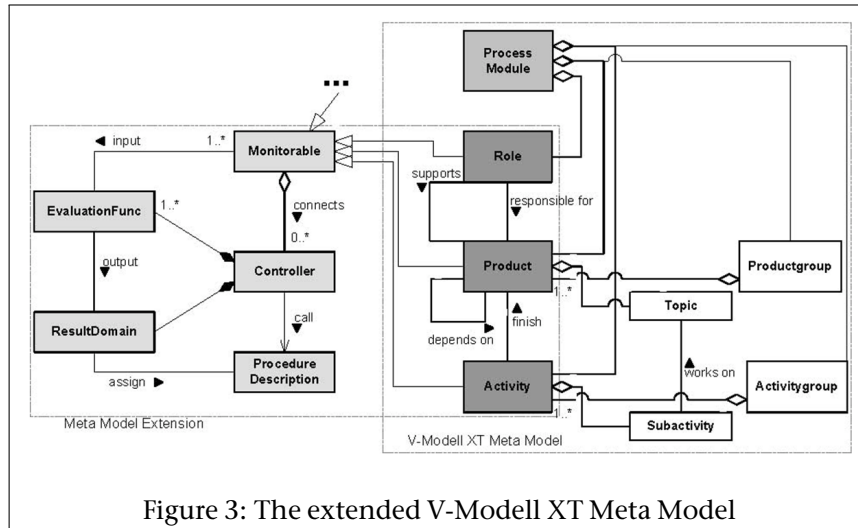 Process
Module
...
1..*
input
Monitorable
Role
supports
responsible for
EvaluationFunc
1..*
connects
0..*
output
Controller
Product
1..*
Productgroup
Topic
ResultDomain
call
depends on
finish
assign
Procedure
Description
Activity
1..*
works on
Activitygroup
Subactivity
Meta Model Extension
V-Modell XT Meta Model
Figure 3: The extended V-Modell XT Meta Model